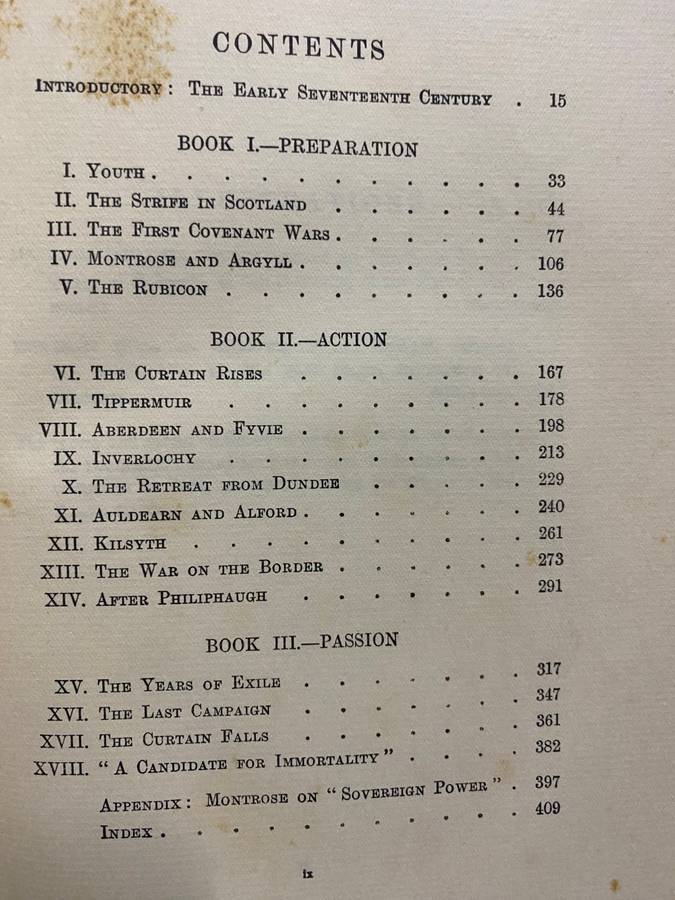 CONTENTS
INTRODUCTORY: THE EARLY SEVENTEENTH CENTURY . 15
BOOK I.—PREPARATION
I. YOUTH . . . . . . . . . . . 33
II. THE STRIFE IN SCOTLAND . . . . . . 44
III. THE FIRST COVENANT WARS . . . . . . 77
IV. MONTROSE AND ARGYLL . . . . . . . 106
V. THE RUBICON . . . . . . . . . 136
BOOK II.—ACTION
VI. THE CURTAIN RISES . . . . . . . 167
VII. TIPPERMUIR . . . . . . . . . 178
VIII. ABERDEEN AND FYVIE . . . . . . . 198
IX. INVERLOCHY . . . . . . . . . 213
X. THE RETREAT FROM DUNDEE . . . . . 229
XI. AULDEARN AND ALFORD . . . . . . . 240
XII. KILSYTH . . . . . . . . . . 261
XIII. THE WAR ON THE BORDER . . . . . . 273
XIV. AFTER PHILIPHAUGH . . . . . . . 291
BOOK III.—PASSION
XV. THE YEARS OF EXILE . . . . . . . 317
XVI. THE LAST CAMPAIGN . . . . . . . 347
XVII. THE CURTAIN FALLS . . . . . . . 361
XVIII. “A CANDIDATE FOR IMMORTALITY” . . . . 382
APPENDIX: MONTROSE ON “SOVEREIGN POWER” . 397
INDEX . . . . . . . . . . . 409
ix